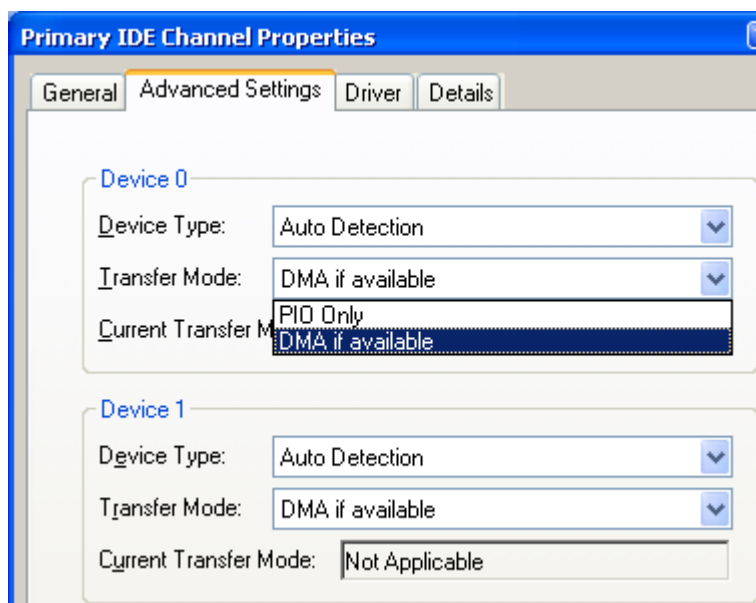 Primary IDE Channel Properties
General Advanced Settings Driver Details
Device 0
Device Type: Auto Detection
Transfer Mode: DMA if available
PIO Only
Current Transfer M DMA if available
Device 1
Device Type: Auto Detection
Transfer Mode: DMA if available
Current Transfer Mode: Not Applicable